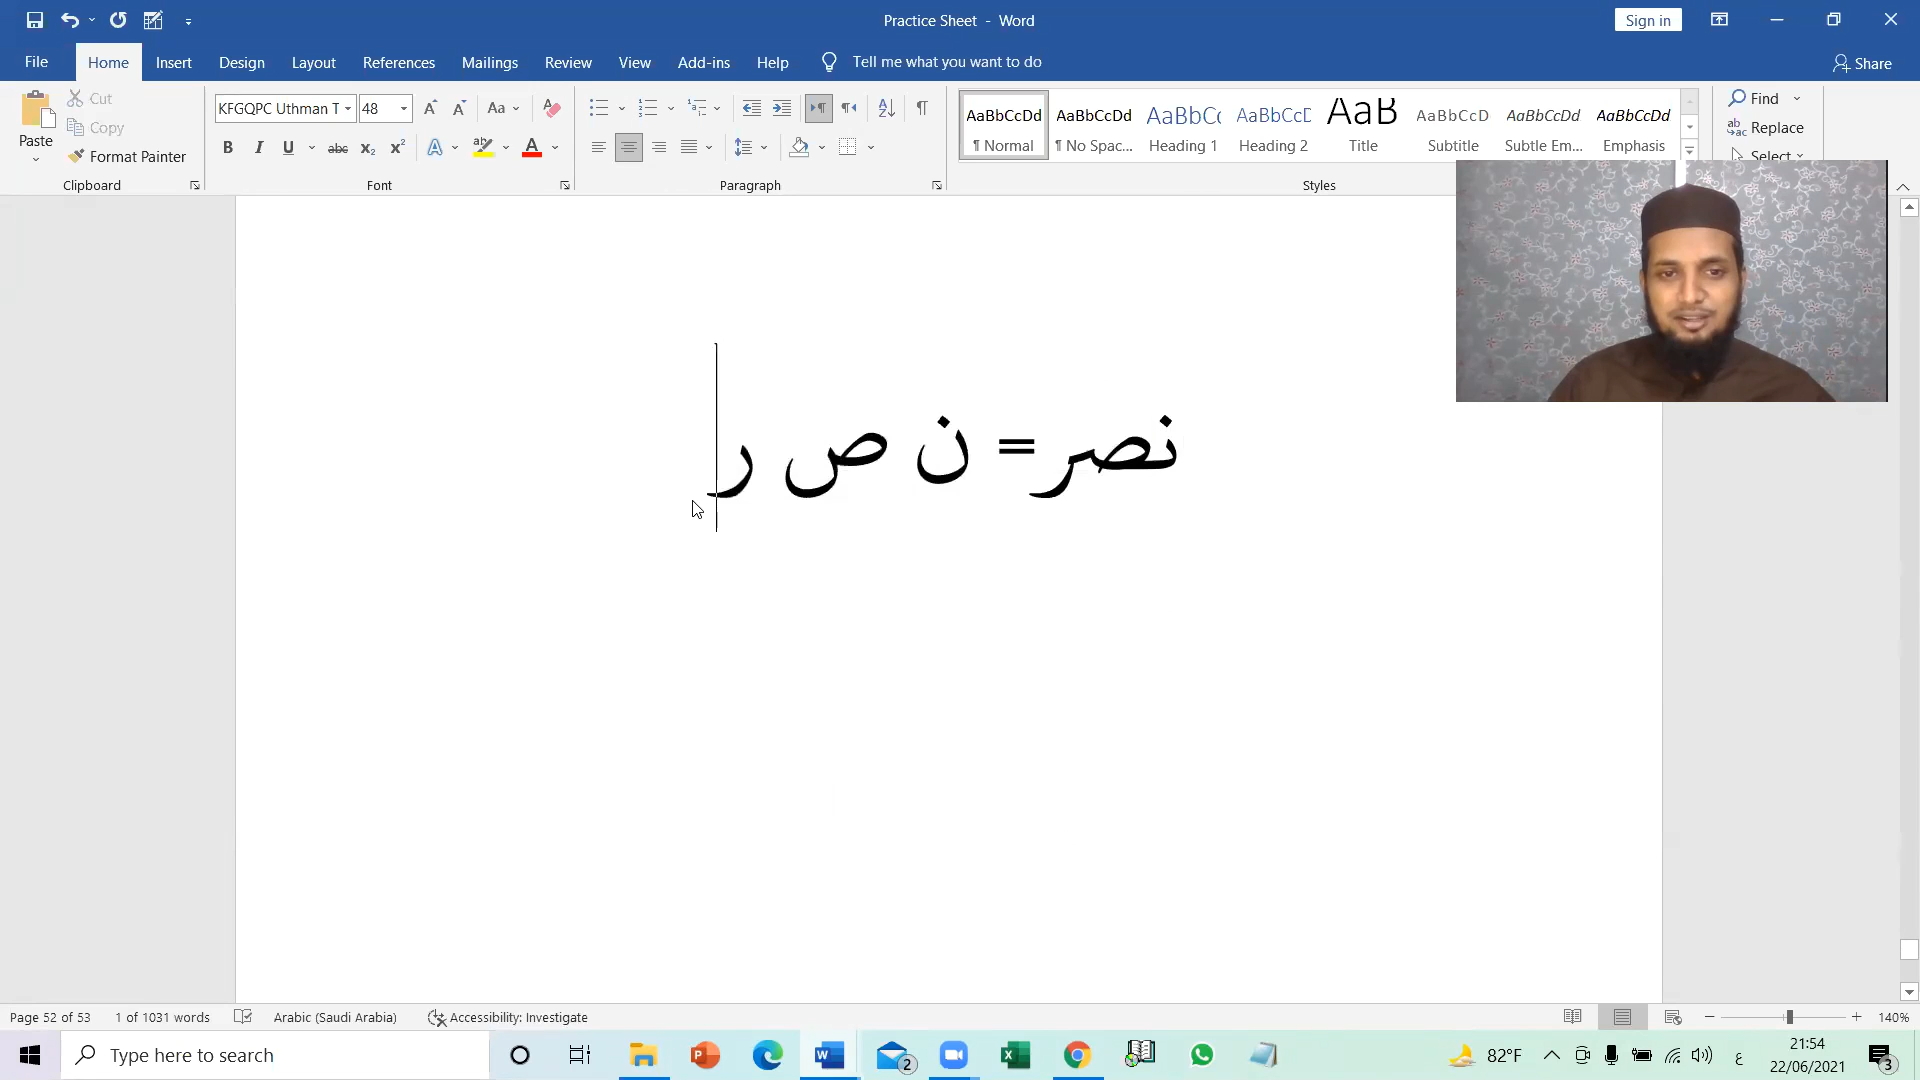 Practice Sheet - Word
Sign in
File Home Insert Design Layout References Mailings Review View Add-ins Help Tell me what you want to do Share
Paste
Cut
Copy
Format Painter
Clipboard
KFGQPC Uthman T 48
Font
Paragraph
AaBbCcDd ¶ Normal
AaBbCcDd ¶ No Spac...
AaBbCc Heading 1
AaBbCcD Heading 2
AaB Title
AaBbCcD Subtitle
AaBbCcDd Subtle Em...
AaBbCcDd Emphasis
Styles
Find
Replace
Select
نصر= ن ص ر
Page 52 of 53 1 of 1031 words Arabic (Saudi Arabia) Accessibility: Investigate 140%
Type here to search
2
82°F
ع
21:54
22/06/2021
3